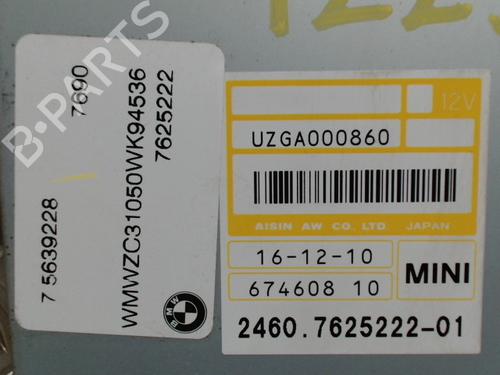 7690
7 5639228
WMWZC31050WK94536
7625222
BMW
12V
UZGA000860
AISIN AW CO., LTD. JAPAN
16-12-10
674608 10
MINI
2460.7625222-01
B-PARTS